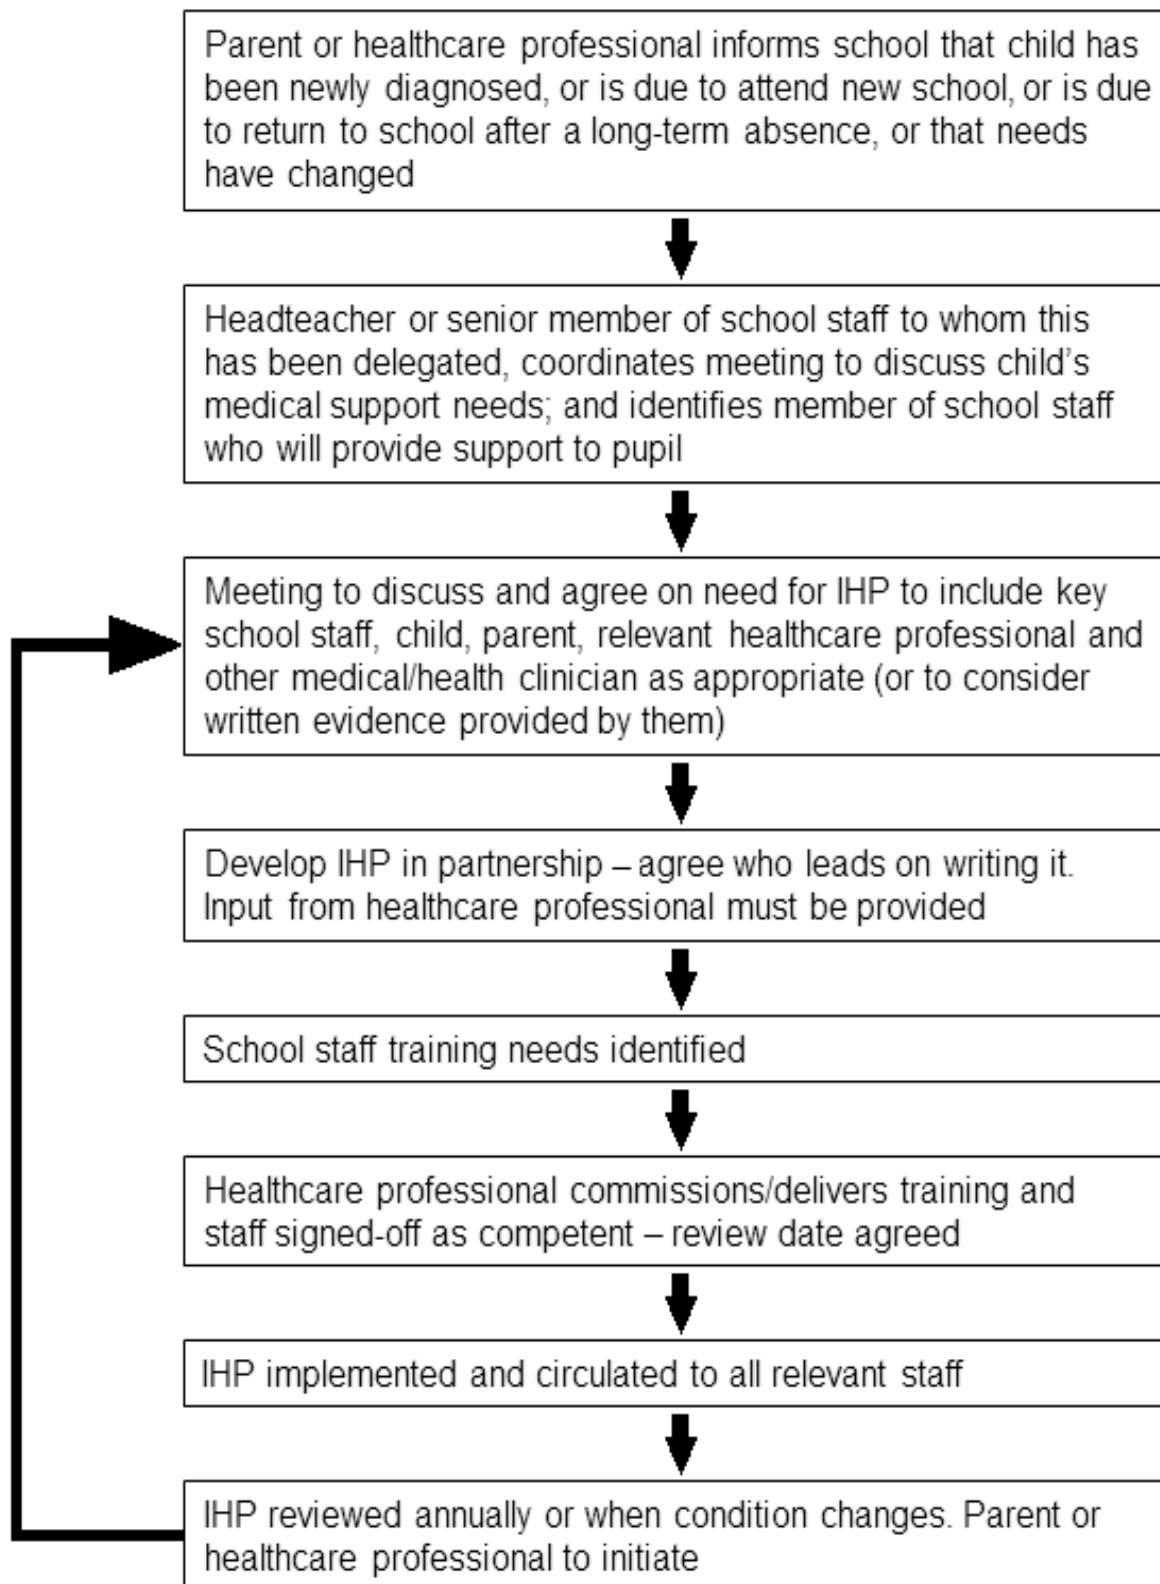 Parent or healthcare professional informs school that child has
been newly diagnosed, or is due to attend new school, or is due
to return to school after a long-term absence, or that needs
have changed
Headteacher or senior member of school staff to whom this
has been delegated, coordinates meeting to discuss child’s
medical support needs; and identifies member of school staff
who will provide support to pupil
Meeting to discuss and agree on need for IHP to include key
school staff, child, parent, relevant healthcare professional and
other medical/health clinician as appropriate (or to consider
written evidence provided by them)
Develop IHP in partnership – agree who leads on writing it.
Input from healthcare professional must be provided
School staff training needs identified
Healthcare professional commissions/delivers training and
staff signed-off as competent – review date agreed
IHP implemented and circulated to all relevant staff
IHP reviewed annually or when condition changes. Parent or
healthcare professional to initiate